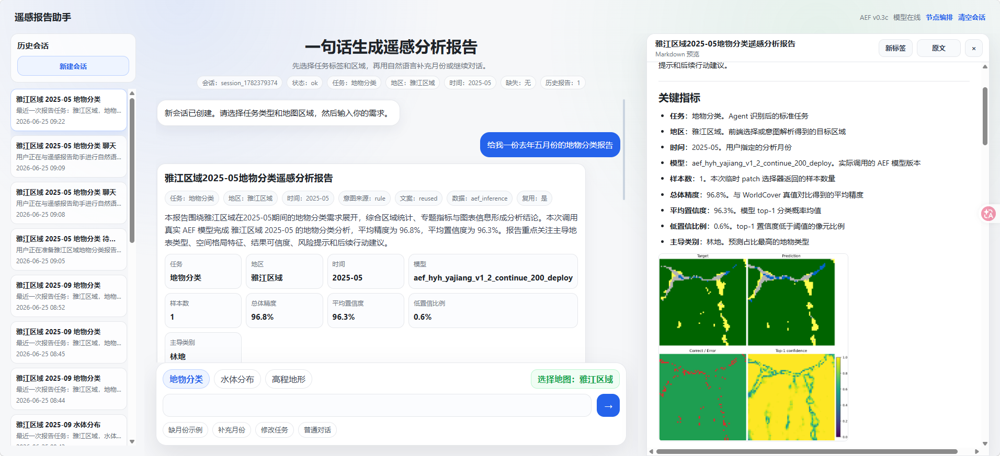 遥感报告助手
AEF v0.3c 模型在线 节点编排 清空会话
历史会话
新建会话
雅江区域 2025-05 地物分类
最近一次报告任务：雅江区域，地物...
2026-06-25 09:22
雅江区域 2025-05 地物分类 聊天
用户正在与遥感报告助手进行自然语...
2026-06-25 09:09
雅江区域 2025-05 地物分类 聊天
用户正在与遥感报告助手进行自然语...
2026-06-25 09:08
雅江区域 2025-05 地物分类 待...
用户正在准备雅江区域地物分类报告...
2026-06-25 09:05
雅江区域 2025-09 地物分类
最近一次报告任务：雅江区域，地物...
2026-06-25 08:52
雅江区域 2025-09 地物分类
最近一次报告任务：雅江区域，地物...
2026-06-25 08:45
雅江区域 2025-09 地物分类
最近一次报告任务：雅江区域，地物...
2026-06-25 08:44
雅江区域 2025-09 水体分布
最近一次报告任务：雅江区域，水体...
一句话生成遥感分析报告
先选择任务标签和区域，再用自然语言补充月份或继续对话。
会话：session_1782379374 状态：ok 任务：地物分类 地区：雅江区域 时间：2025-05 缺失：无 历史报告：1
新会话已创建。请选择任务类型和地图区域，然后输入你的需求。
给我一份去年五月份的地物分类报告
雅江区域2025-05地物分类遥感分析报告
任务：地物分类 地区：雅江区域 时间：2025-05 意图来源：rule 文案：reused 数据：aef_inference 复用：是
本报告围绕雅江区域在2025-05期间的地物分类需求展开，综合区域统计、专题指标与图表信息形成分析结论。本次调用
真实 AEF 模型完成 雅江区域 2025-05 的地物分类分析，平均精度为 96.8%，平均置信度为 96.3%。报告重点关注主导地
表类型、空间格局特征、结果可信度、风险提示和后续行动建议。
任务 地区 时间 模型
地物分类 雅江区域 2025-05 aef_hyh_yajiang_v1_2_continue_200_deploy
样本数 总体精度 平均置信度 低置信比例
1 96.8% 96.3% 0.6%
主导类别
林地
地物分类 水体分布 高程地形 选择地图：雅江区域
→
缺月份示例 补充月份 修改任务 普通对话
雅江区域2025-05地物分类遥感分析报告
Markdown 预览
新标签 原文 ×
提示和后续行动建议。
关键指标
• 任务：地物分类。Agent 识别后的标准任务
• 地区：雅江区域。前端选择或意图解析得到的目标区域
• 时间：2025-05。用户指定的分析月份
• 模型：aef_hyh_yajiang_v1_2_continue_200_deploy。实际调用的 AEF 模型版本
• 样本数：1。本次临时 patch 选择器返回的样本数量
• 总体精度：96.8%。与 WorldCover 真值对比得到的平均精度
• 平均置信度：96.3%。模型 top-1 分类概率均值
• 低置信比例：0.6%。top-1 置信度低于阈值的像元比例
• 主导类别：林地。预测占比最高的地物类型
Target Prediction
Correct / Error Top-1 confidence
1.0
0.8
0.6
0.4
0.2
0.0